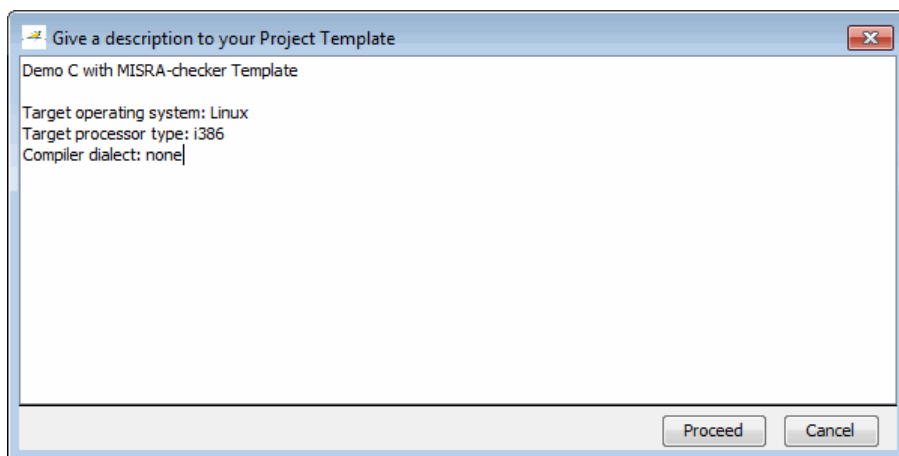 Give a description to your Project Template
Demo C with MISRA-checker Template
Target operating system: Linux
Target processor type: i386
Compiler dialect: none
Proceed
Cancel